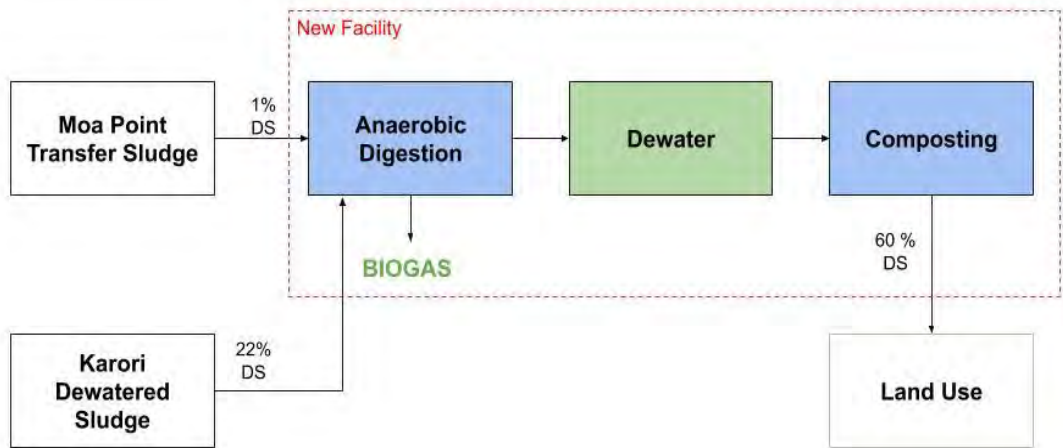 New Facility
Moa Point
Transfer Sludge
1%
DS
Anaerobic
Digestion
Dewater
Composting
BIOGAS
60 %
DS
Karori
Dewatered
Sludge
22%
DS
Land Use